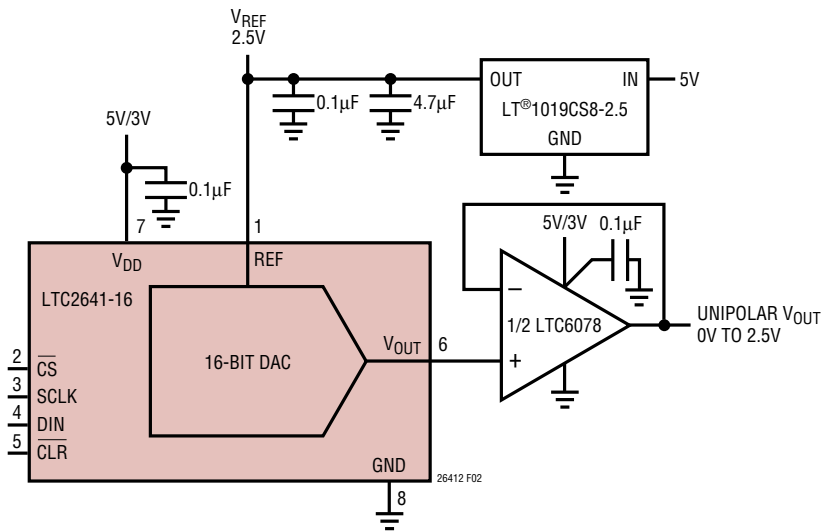 VREF
2.5V
OUT
IN
5V
LT®1019CS8-2.5
GND
0.1µF
4.7µF
5V/3V
0.1µF
7
1
VDD
REF
LTC2641-16
16-BIT DAC
VOUT
6
2
CS
3
SCLK
4
DIN
5
CLR
GND
8
26412 F02
5V/3V
0.1µF
–
1/2 LTC6078
+
UNIPOLAR VOUT
0V TO 2.5V